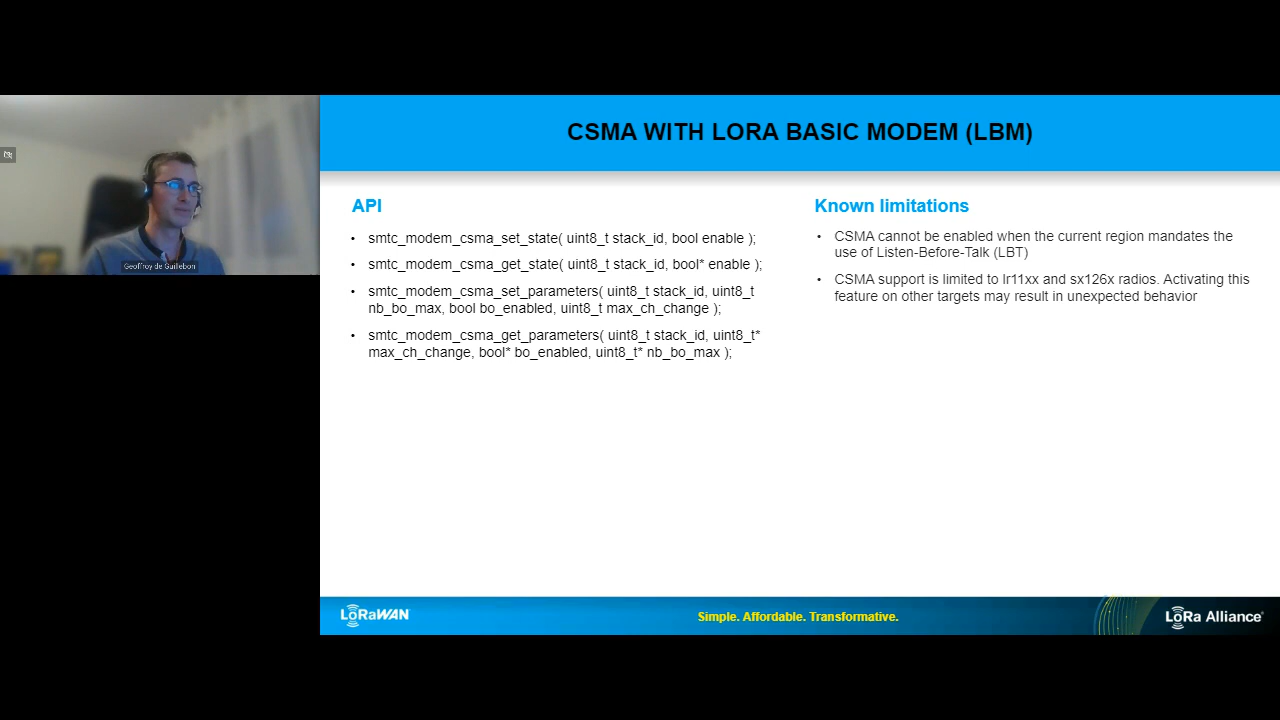 CSMA WITH LORA BASIC MODEM (LBM)
API
• smtc_modem_csma_set_state( uint8_t stack_id, bool enable );
• smtc_modem_csma_get_state( uint8_t stack_id, bool* enable );
• smtc_modem_csma_set_parameters( uint8_t stack_id, uint8_t
nb_bo_max, bool bo_enabled, uint8_t max_ch_change );
• smtc_modem_csma_get_parameters( uint8_t stack_id, uint8_t*
max_ch_change, bool* bo_enabled, uint8_t* nb_bo_max );
Known limitations
• CSMA cannot be enabled when the current region mandates the
use of Listen-Before-Talk (LBT)
• CSMA support is limited to lr11xx and sx126x radios. Activating this
feature on other targets may result in unexpected behavior
Geoffroy de Guillebon
LoRaWAN
Simple. Affordable. Transformative.
LoRa Alliance®